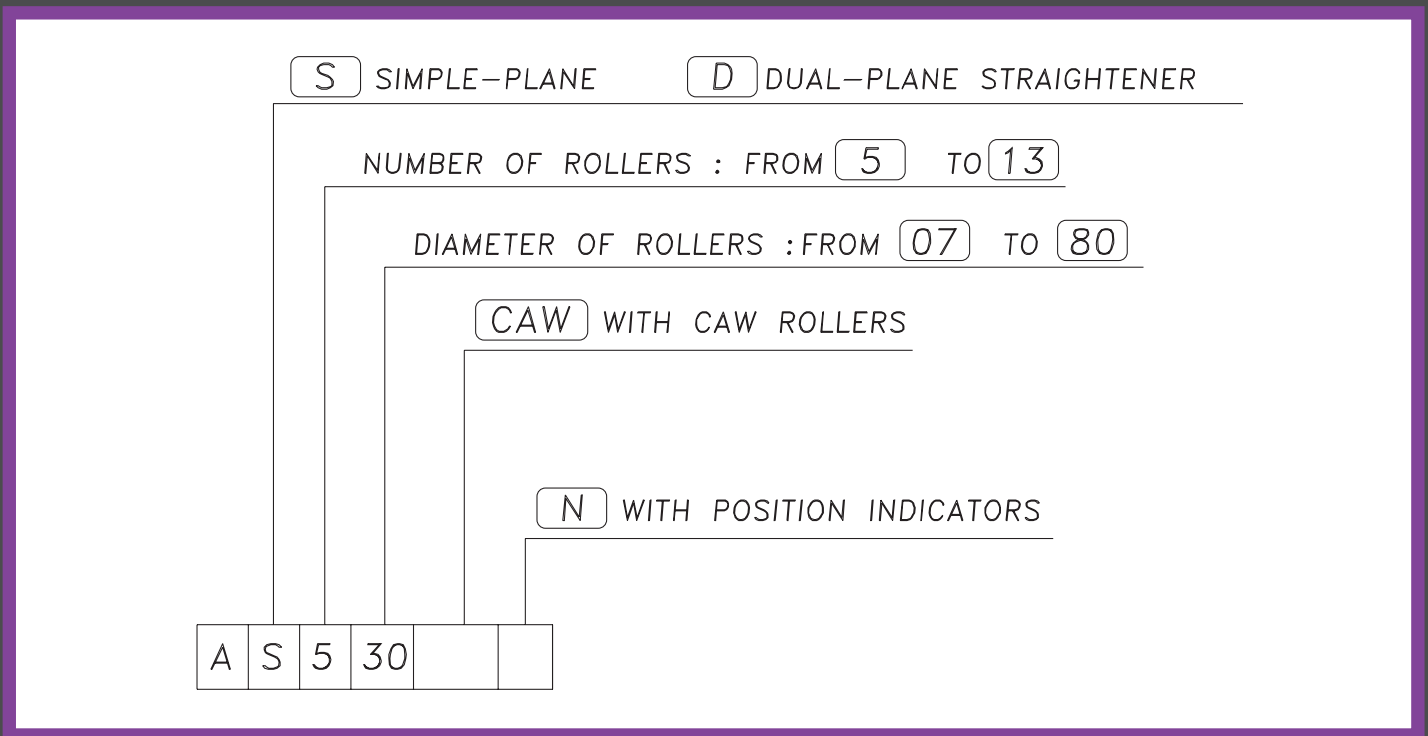 S SIMPLE-PLANE D DUAL-PLANE STRAIGHTENER
NUMBER OF ROLLERS : FROM 5 TO 13
DIAMETER OF ROLLERS :FROM 07 TO 80
CAW WITH CAW ROLLERS
N WITH POSITION INDICATORS
A S 5 30